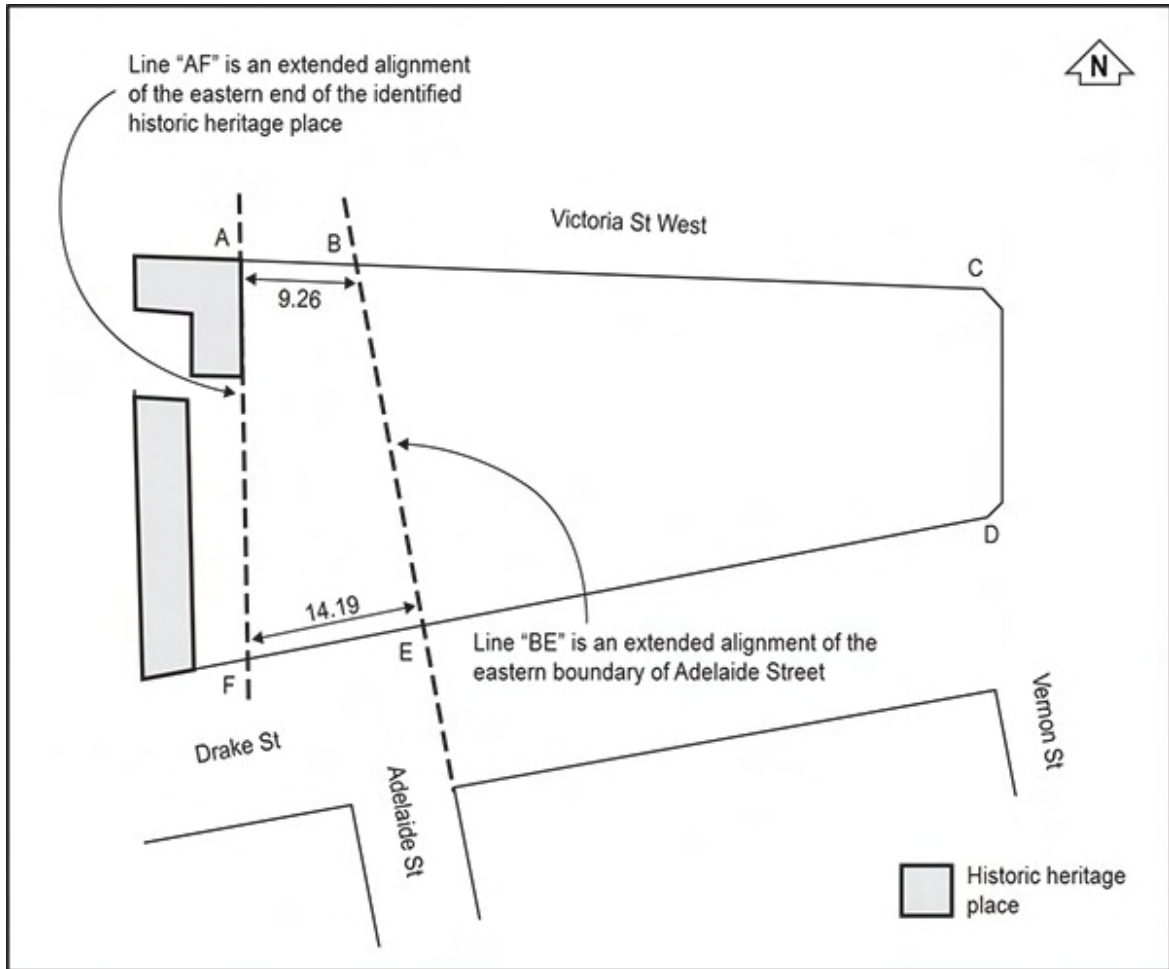 Line “AF” is an extended alignment
of the eastern end of the identified
historic heritage place
N
Victoria St West
A
B
C
9.26
14.19
D
E
F
Line “BE” is an extended alignment of the
eastern boundary of Adelaide Street
Drake St
Adelaide St
Vernon St
Historic heritage
place